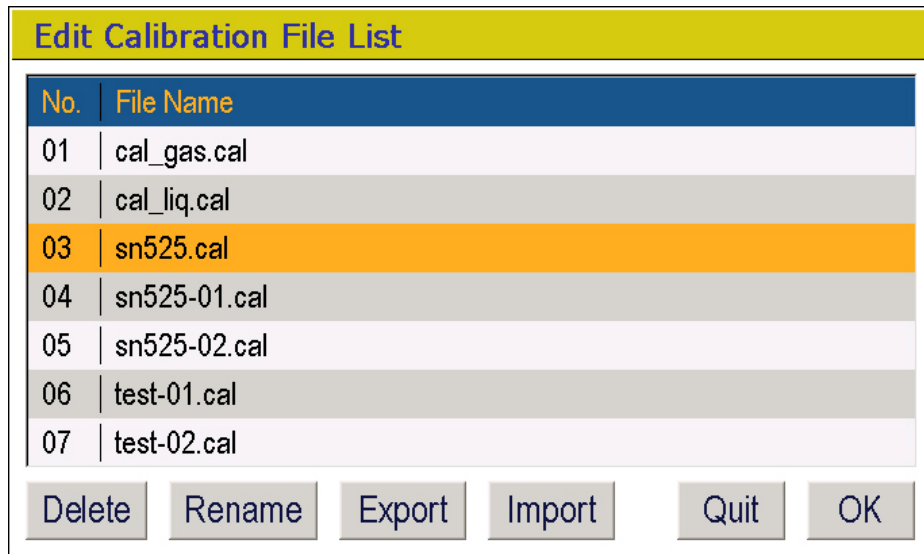 Edit Calibration File List
No. File Name
01 cal_gas.cal
02 cal_liq.cal
03 sn525.cal
04 sn525-01.cal
05 sn525-02.cal
06 test-01.cal
07 test-02.cal
Delete Rename Export Import Quit OK